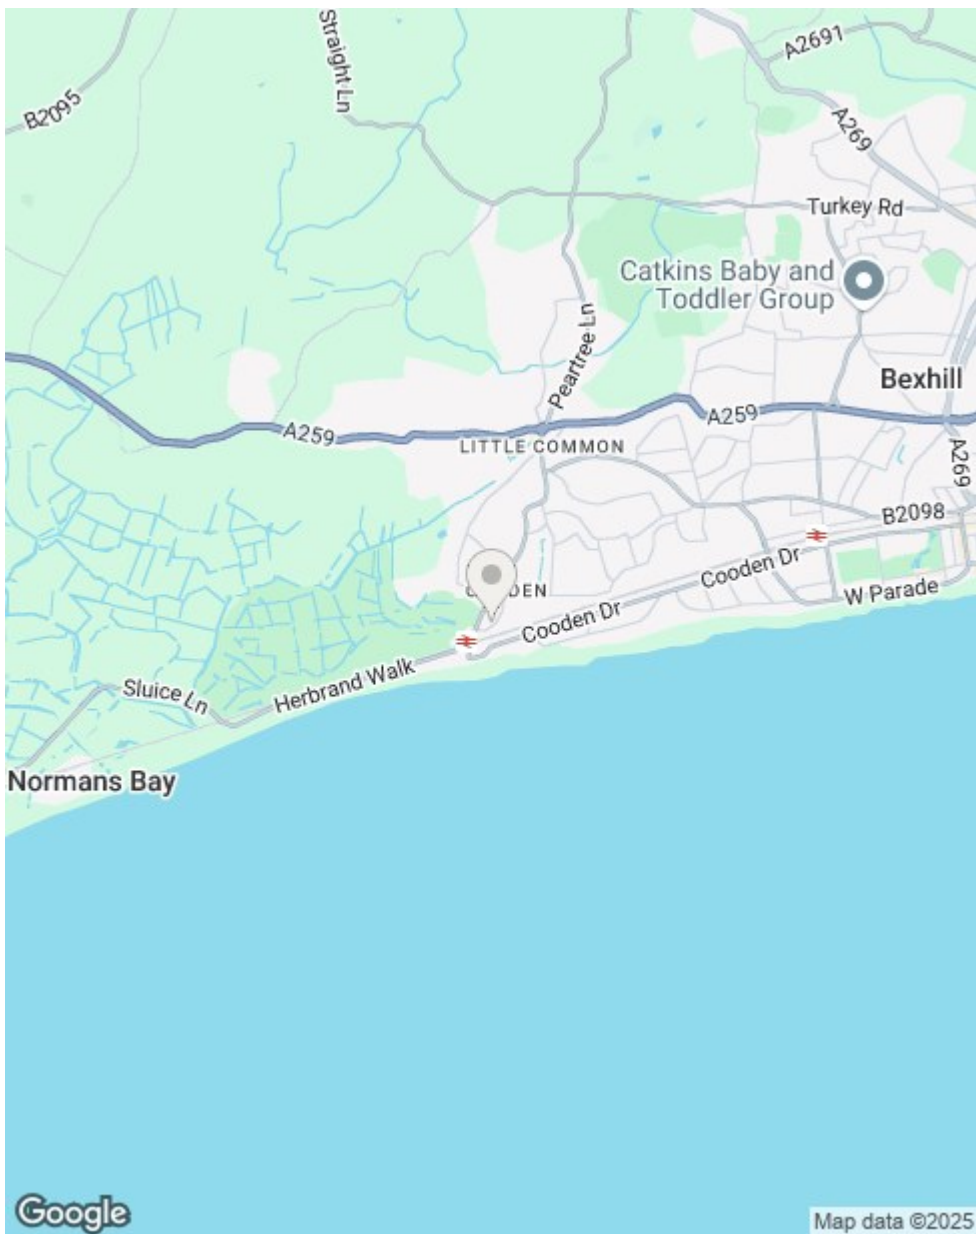 Straight Ln
A2691
B2095
A269
Turkey Rd
Catkins Baby and
Toddler Group
Peartree Ln
Bexhill
A259
A259
LITTLE COMMON
A269
B2098
Cooden Dr
W Parade
Cooden Dr
Herbrand Walk
Sluice Ln
Normans Bay
Google
Map data ©2025